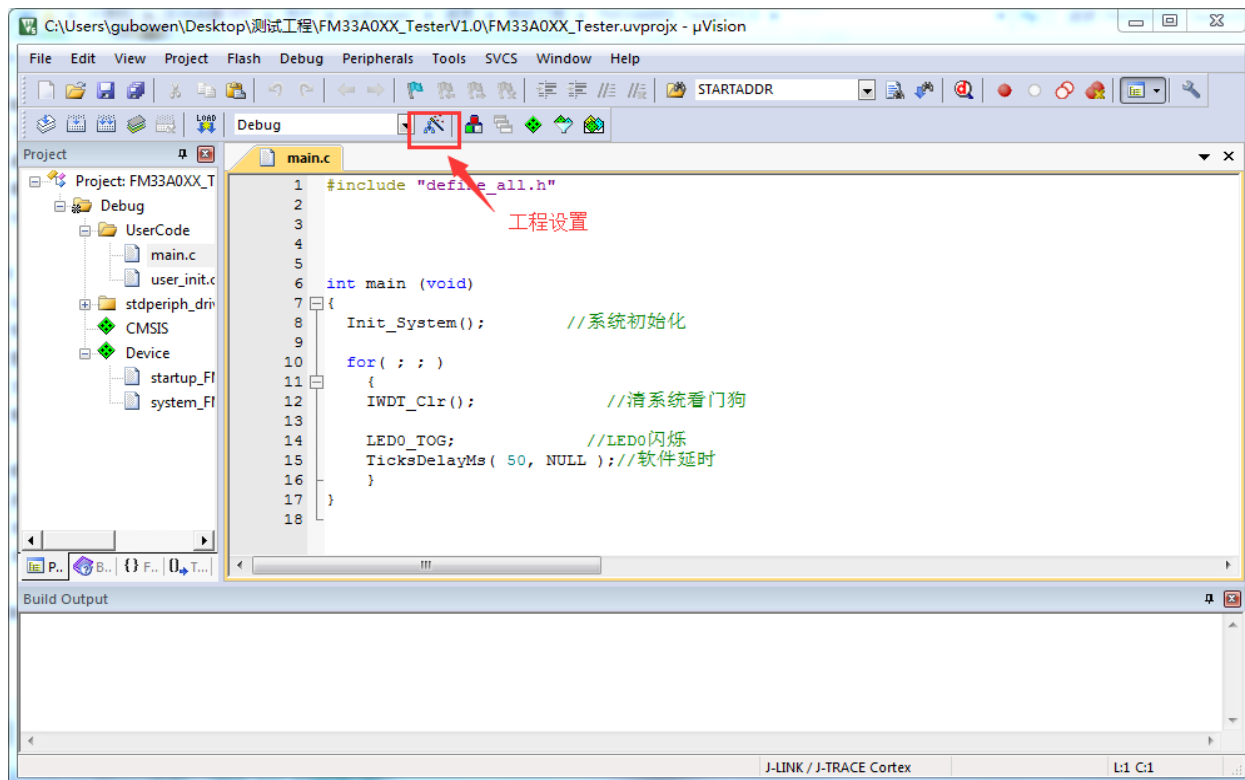 C:\Users\gubowen\Desktop\测试工程\FM33A0XX_TesterV1.0\FM33A0XX_Tester.uvprojx - µVision
File Edit View Project Flash Debug Peripherals Tools SVCS Window Help
STARTADDR
LOAD Debug
Project
main.c
Project: FM33A0XX_T
Debug
UserCode
main.c
user_init.c
stdperiph_driv
CMSIS
Device
startup_FM
system_FM
1 #include "define_all.h"
2
3
工程设置
4
5
6 int main (void)
7 {
8 Init_System(); //系统初始化
9
10 for( ; ; )
11 {
12 IWDT_Clr(); //清系统看门狗
13
14 LED0_TOG; //LED0闪烁
15 TicksDelayMs( 50, NULL );//软件延时
16 }
17 }
18
P.. B.. {} F.. 0 T...
Build Output
J-LINK / J-TRACE Cortex L:1 C:1